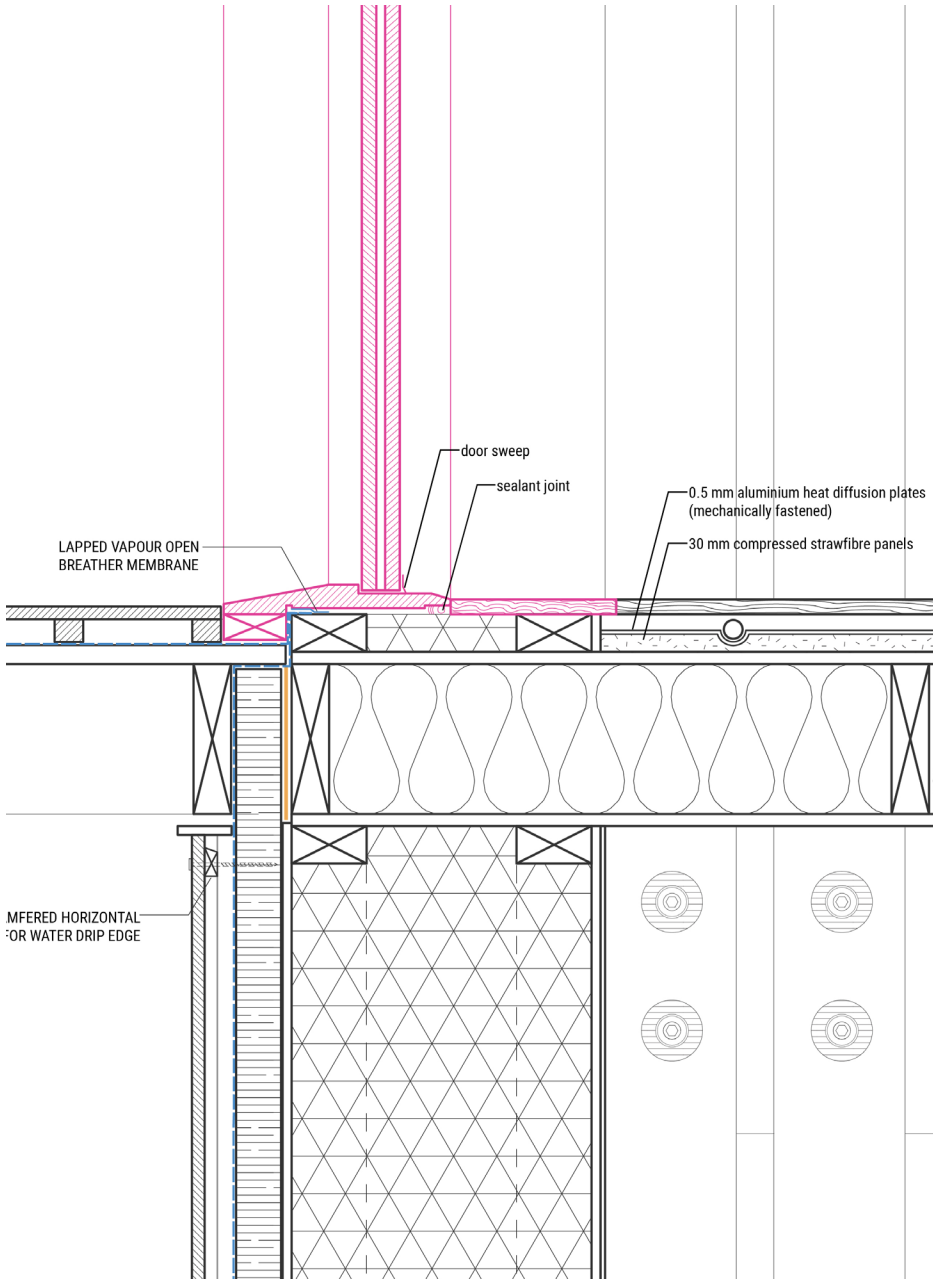 door sweep
sealant joint
0.5 mm aluminium heat diffusion plates
(mechanically fastened)
30 mm compressed strawfibre panels
LAPPED VAPOUR OPEN
BREATHER MEMBRANE
AMFERED HORIZONTAL
FOR WATER DRIP EDGE